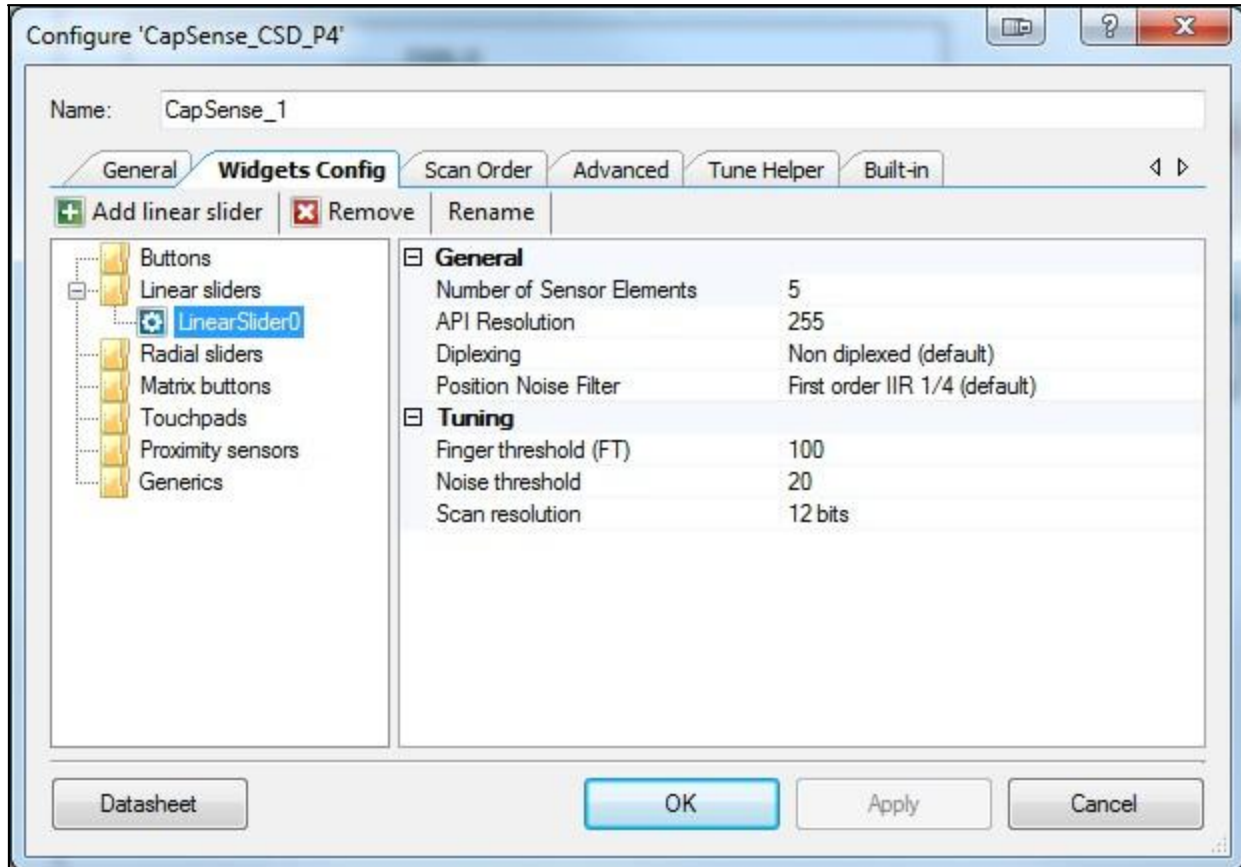 Configure 'CapSense_CSD_P4'
Name: CapSense_1
General Widgets Config Scan Order Advanced Tune Helper Built-in
Add linear slider Remove Rename
Buttons
Linear sliders
LinearSlider0
Radial sliders
Matrix buttons
Touchpads
Proximity sensors
Generics
General
Number of Sensor Elements 5
API Resolution 255
Diplexing Non diplexed (default)
Position Noise Filter First order IIR 1/4 (default)
Tuning
Finger threshold (FT) 100
Noise threshold 20
Scan resolution 12 bits
Datasheet OK Apply Cancel